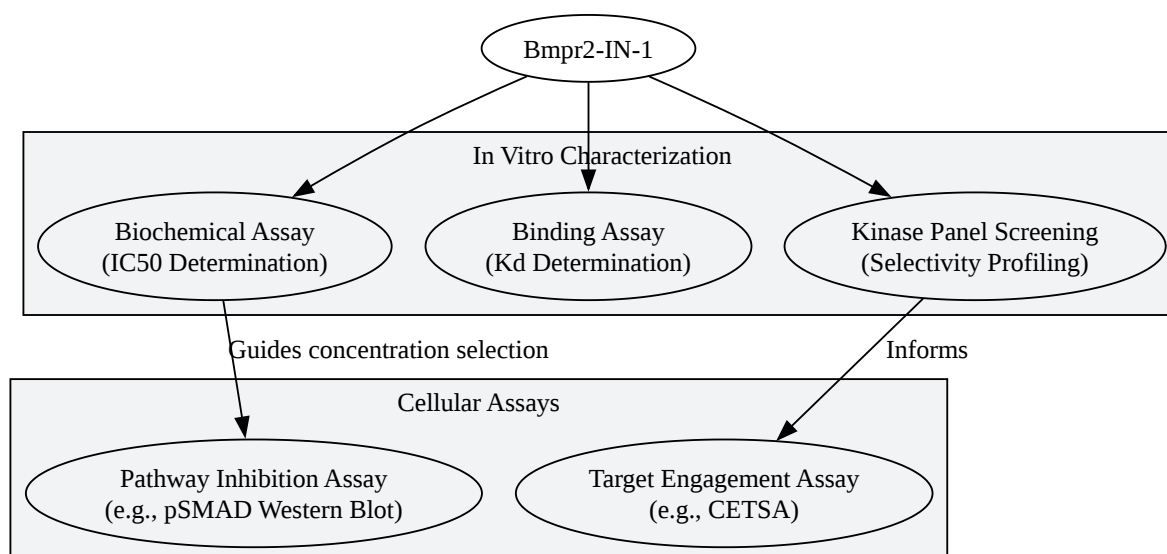 Bmpr2-IN-1
In Vitro Characterization
Biochemical Assay
(IC50 Determination)
Binding Assay
(Kd Determination)
Kinase Panel Screening
(Selectivity Profiling)
Guides concentration selection
Informs
Cellular Assays
Pathway Inhibition Assay
(e.g., pSMAD Western Blot)
Target Engagement Assay
(e.g., CETSA)